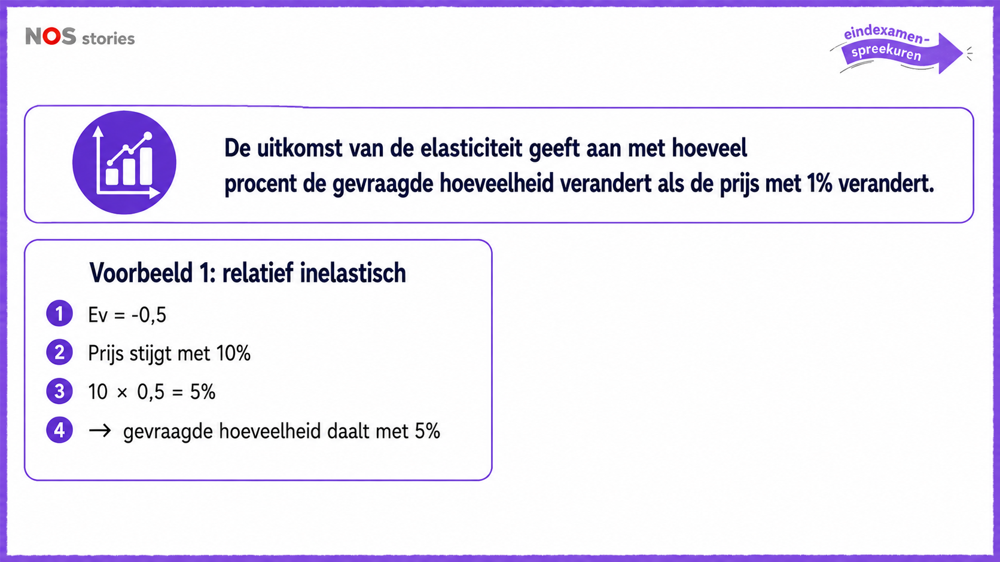 NOS stories
eindexamen-
spreekuren
De uitkomst van de elasticiteit geeft aan met hoeveel
procent de gevraagde hoeveelheid verandert als de prijs met 1% verandert.
Voorbeeld 1: relatief inelastisch
1 Ev = -0,5
2 Prijs stijgt met 10%
3 10 × 0,5 = 5%
4 → gevraagde hoeveelheid daalt met 5%